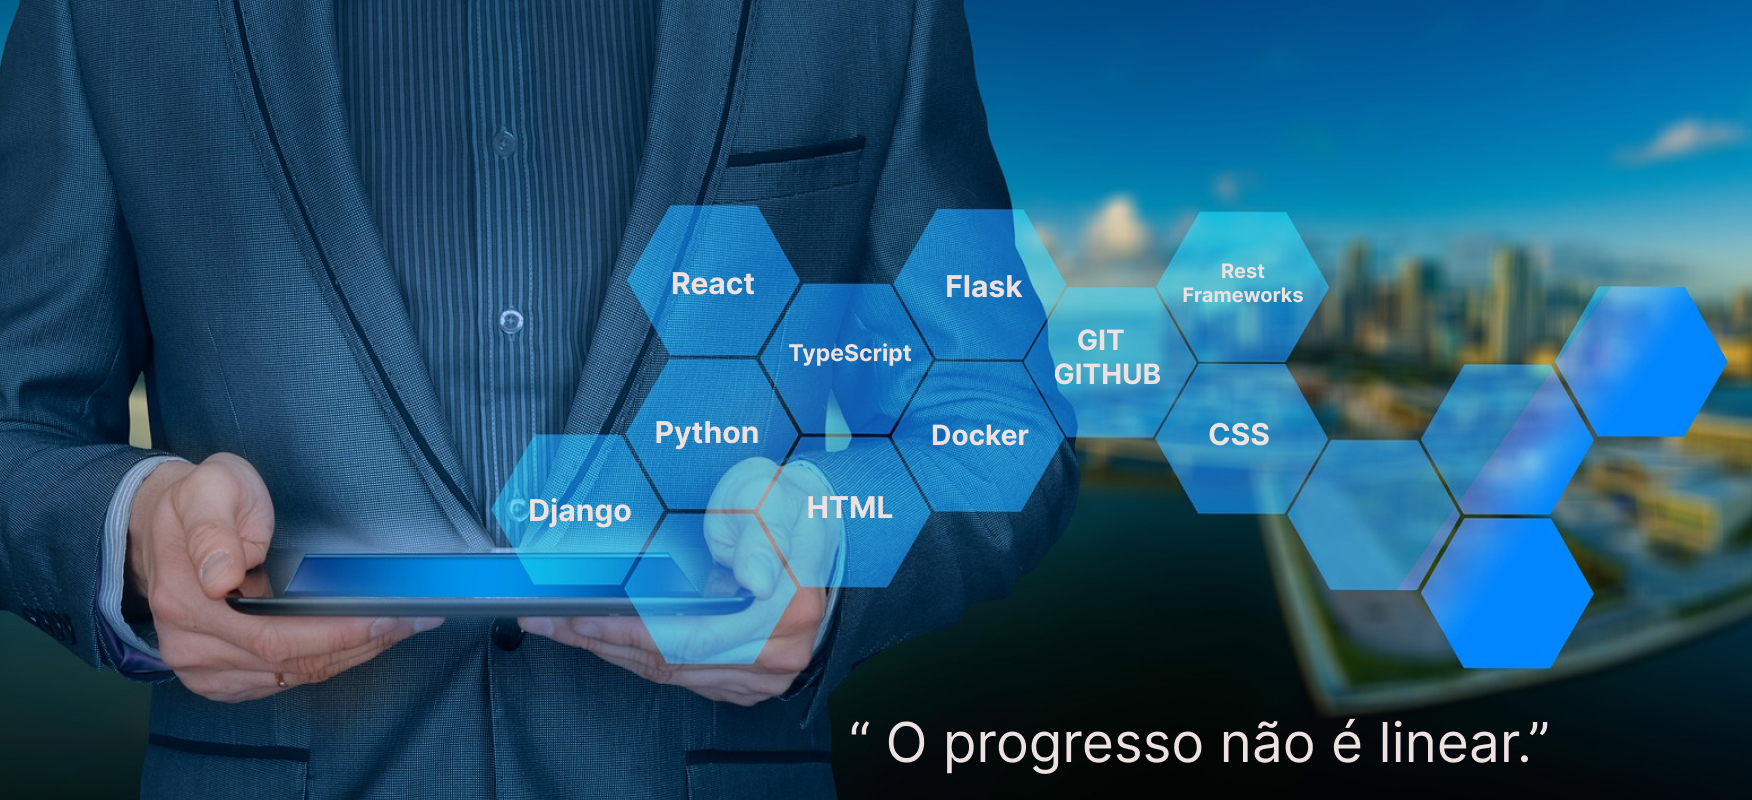 React
Flask
Rest
Frameworks
TypeScript
GIT
GITHUB
Python
Docker
CSS
Django
HTML
“ O progresso não é linear.”